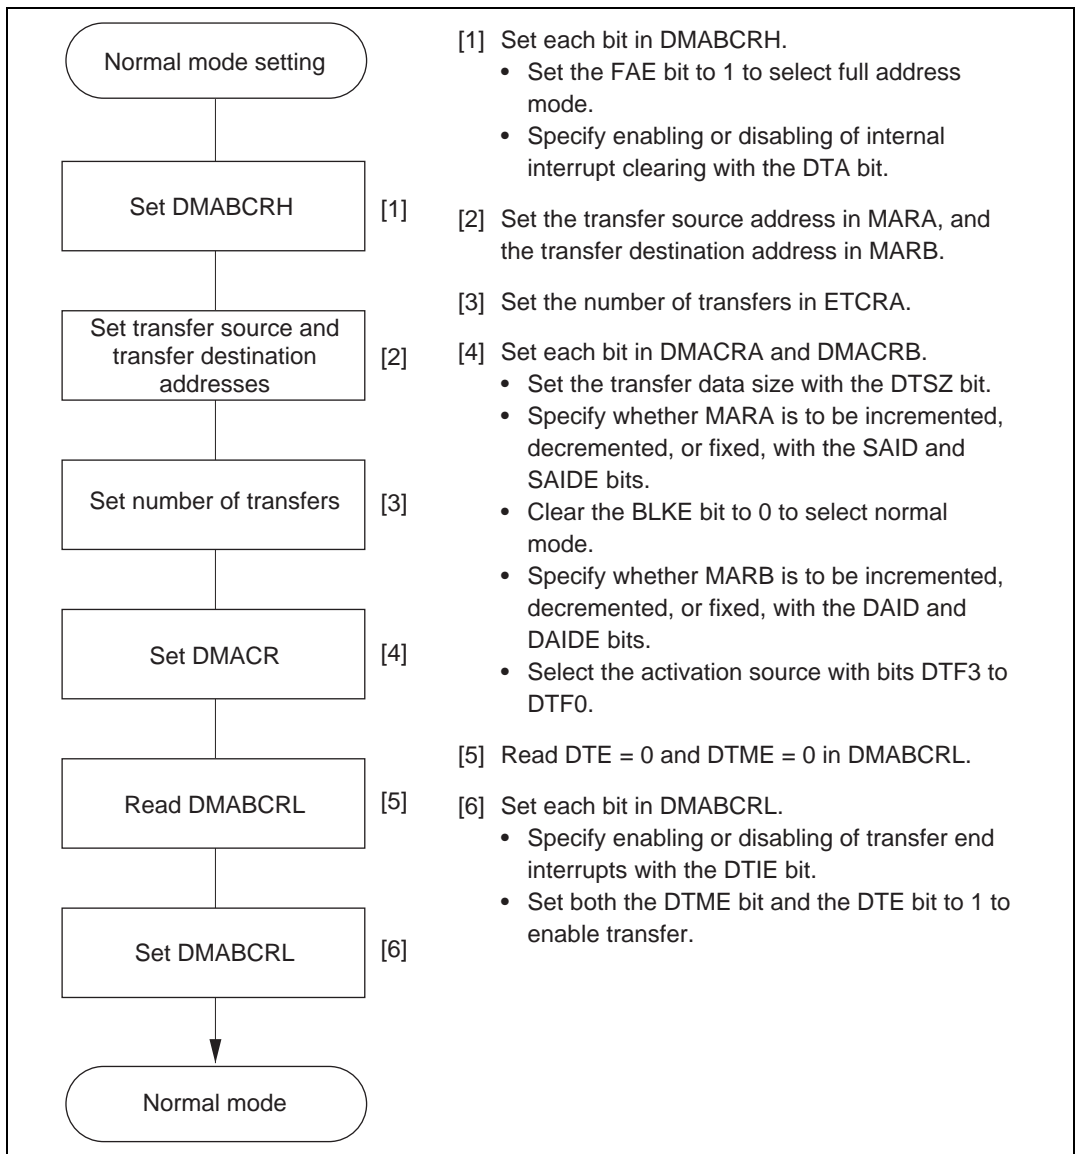 Normal mode setting
Set DMABCRH
[1]
Set transfer source and
transfer destination
addresses
[2]
Set number of transfers
[3]
Set DMACR
[4]
Read DMABCRL
[5]
Set DMABCRL
[6]
Normal mode
[1] Set each bit in DMABCRH.
• Set the FAE bit to 1 to select full address
mode.
• Specify enabling or disabling of internal
interrupt clearing with the DTA bit.
[2] Set the transfer source address in MARA, and
the transfer destination address in MARB.
[3] Set the number of transfers in ETCRA.
[4] Set each bit in DMACRA and DMACRB.
• Set the transfer data size with the DTSZ bit.
• Specify whether MARA is to be incremented,
decremented, or fixed, with the SAID and
SAIDE bits.
• Clear the BLKE bit to 0 to select normal
mode.
• Specify whether MARB is to be incremented,
decremented, or fixed, with the DAID and
DAIDE bits.
• Select the activation source with bits DTF3 to
DTF0.
[5] Read DTE = 0 and DTME = 0 in DMABCRL.
[6] Set each bit in DMABCRL.
• Specify enabling or disabling of transfer end
interrupts with the DTIE bit.
• Set both the DTME bit and the DTE bit to 1 to
enable transfer.